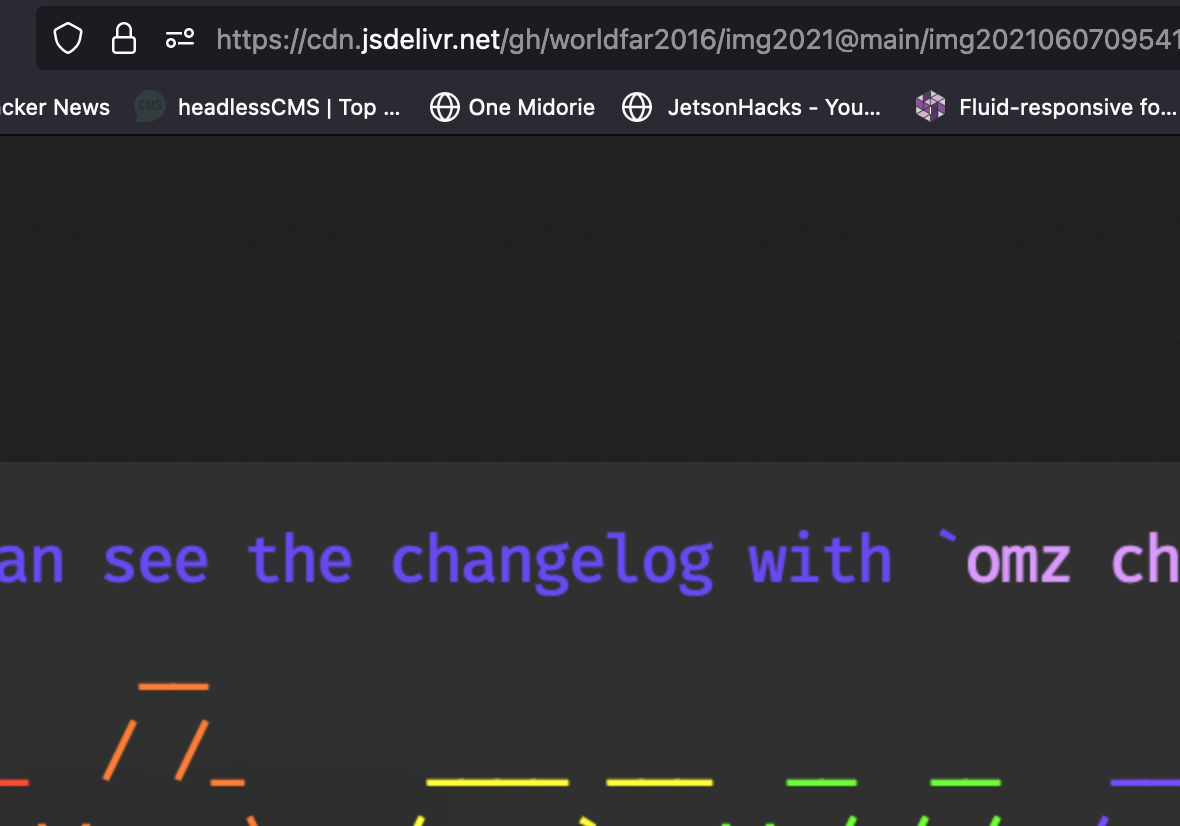 https://cdn.jsdelivr.net/gh/worldfar2016/img2021@main/img2021060709541
cker News CMS headlessCMS | Top ... One Midorie JetsonHacks - You... Fluid-responsive fo...
an see the changelog with `omz ch